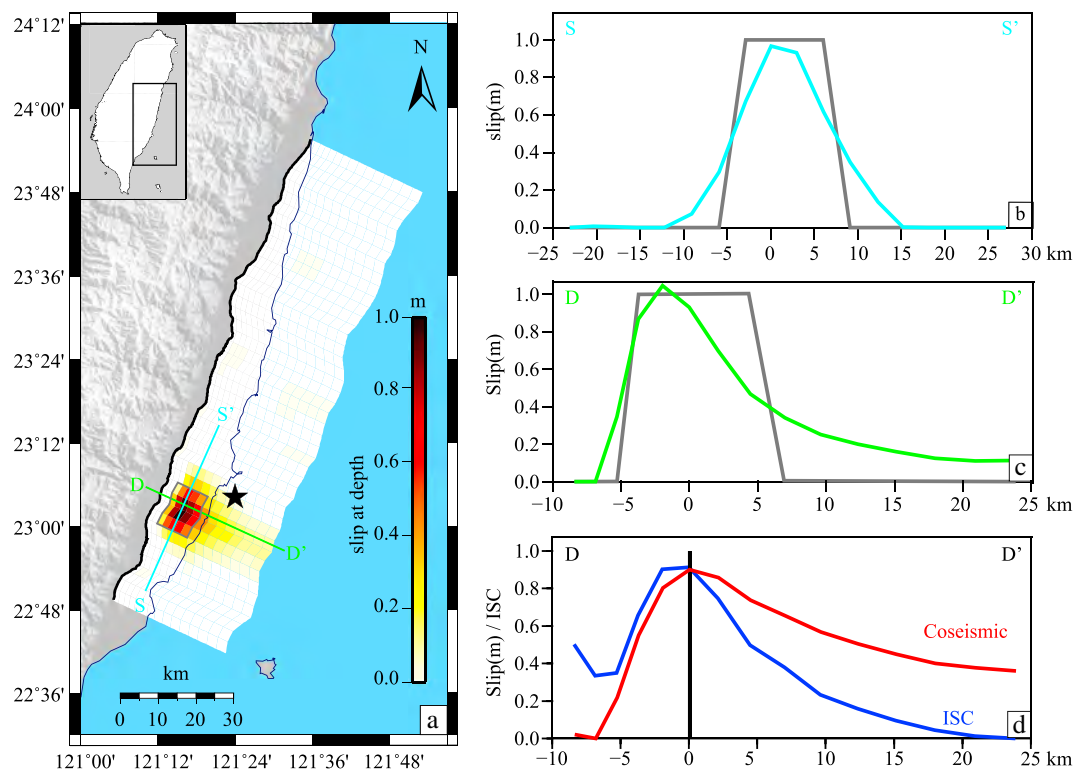 24°12'
24°00'
23°48'
23°36'
23°24'
23°12'
23°00'
22°48'
22°36'
121°00'
121°12'
121°24'
121°36'
121°48'
N
m
1.0
0.8
0.6
0.4
0.2
0.0
slip at depth
S'
D
D'
S
km
0
10
20
30
a
S
S'
slip(m)
1.0
0.8
0.6
0.4
0.2
0.0
−25 −20 −15 −10 −5 0 5 10 15 20 25 30 km
b
D
D'
Slip(m)
1.0
0.8
0.6
0.4
0.2
0.0
−10 −5 0 5 10 15 20 25 km
c
D
D'
Slip(m) / ISC
1.0
0.8
0.6
0.4
0.2
0.0
Coseismic
ISC
−10 −5 0 5 10 15 20 25 km
d